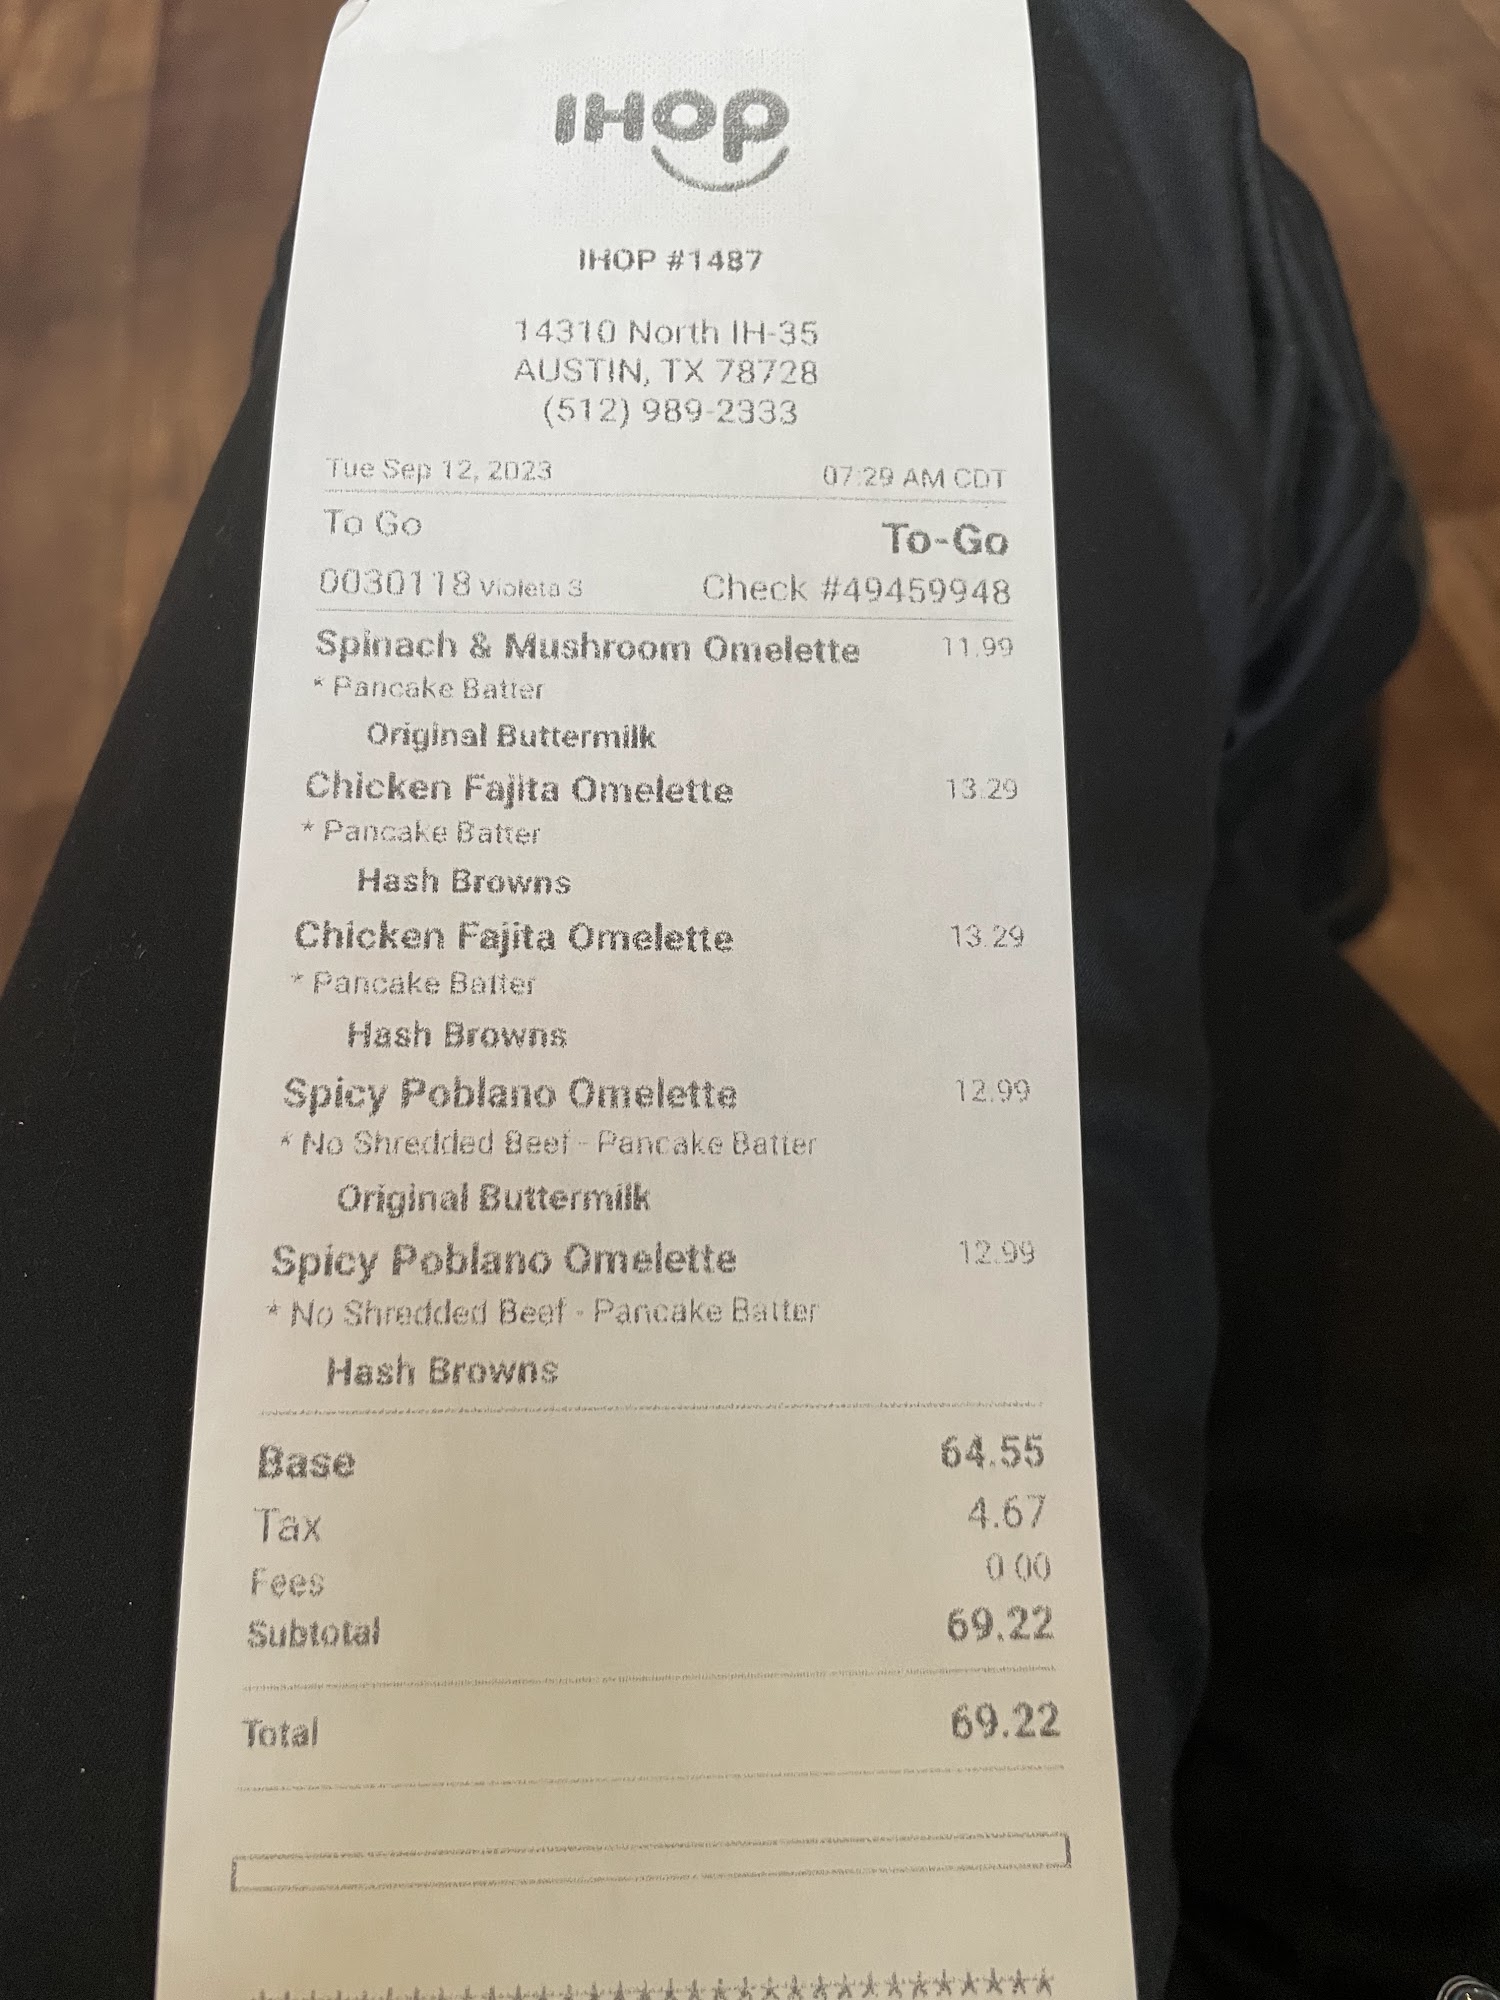 IHOP
IHOP #1487
14310 North IH-35
AUSTIN, TX 78728
(512) 989-2333
Tue Sep 12, 2023 07:29 AM CDT
To Go To-Go
0030118 Violeta S Check #49459948
Spinach & Mushroom Omelette 11.99
* Pancake Batter
Original Buttermilk
Chicken Fajita Omelette 13.29
* Pancake Batter
Hash Browns
Chicken Fajita Omelette 13.29
* Pancake Batter
Hash Browns
Spicy Poblano Omelette 12.99
* No Shredded Beef - Pancake Batter
Original Buttermilk
Spicy Poblano Omelette 12.99
* No Shredded Beef - Pancake Batter
Hash Browns
Base 64.55
Tax 4.67
Fees 0.00
Subtotal 69.22
Total 69.22